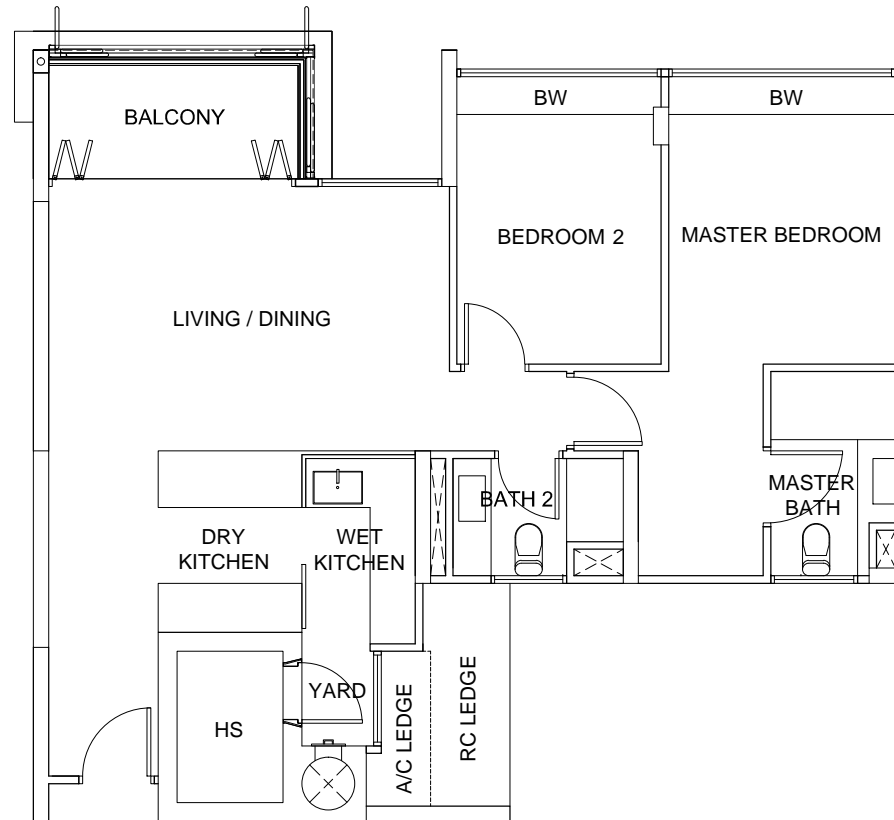 BW
BW
BALCONY
BEDROOM 2
MASTER BEDROOM
LIVING / DINING
MASTER
BATH
BATH 2
DRY
KITCHEN
WET
KITCHEN
YARD
HS
A/C LEDGE
RC LEDGE